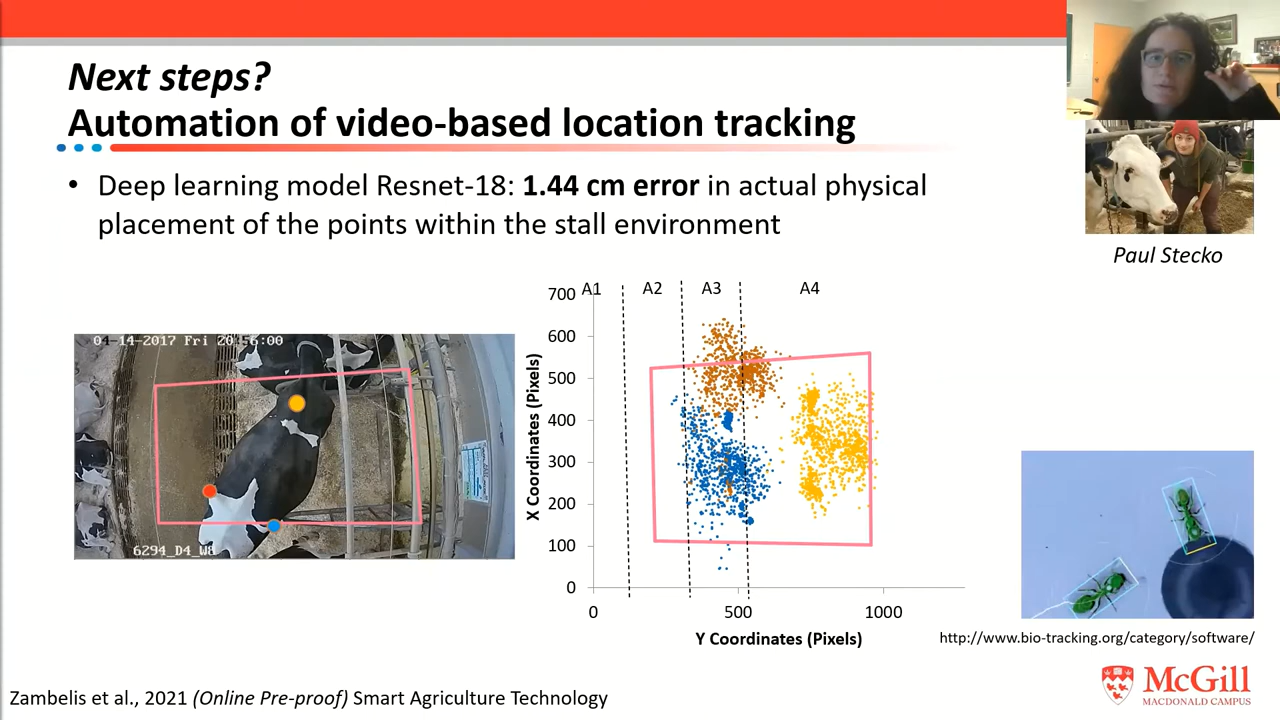 Next steps?
Automation of video-based location tracking
• Deep learning model Resnet-18: 1.44 cm error in actual physical
placement of the points within the stall environment
Paul Stecko
04-14-2017 Fri 20:56:00
6294_D4_W8
A1 A2 A3 A4
700
600
500
400
300
200
100
0
X Coordinates (Pixels)
0 500 1000
Y Coordinates (Pixels)
http://www.bio-tracking.org/category/software/
McGill
MACDONALD CAMPUS
Zambelis et al., 2021 (Online Pre-proof) Smart Agriculture Technology